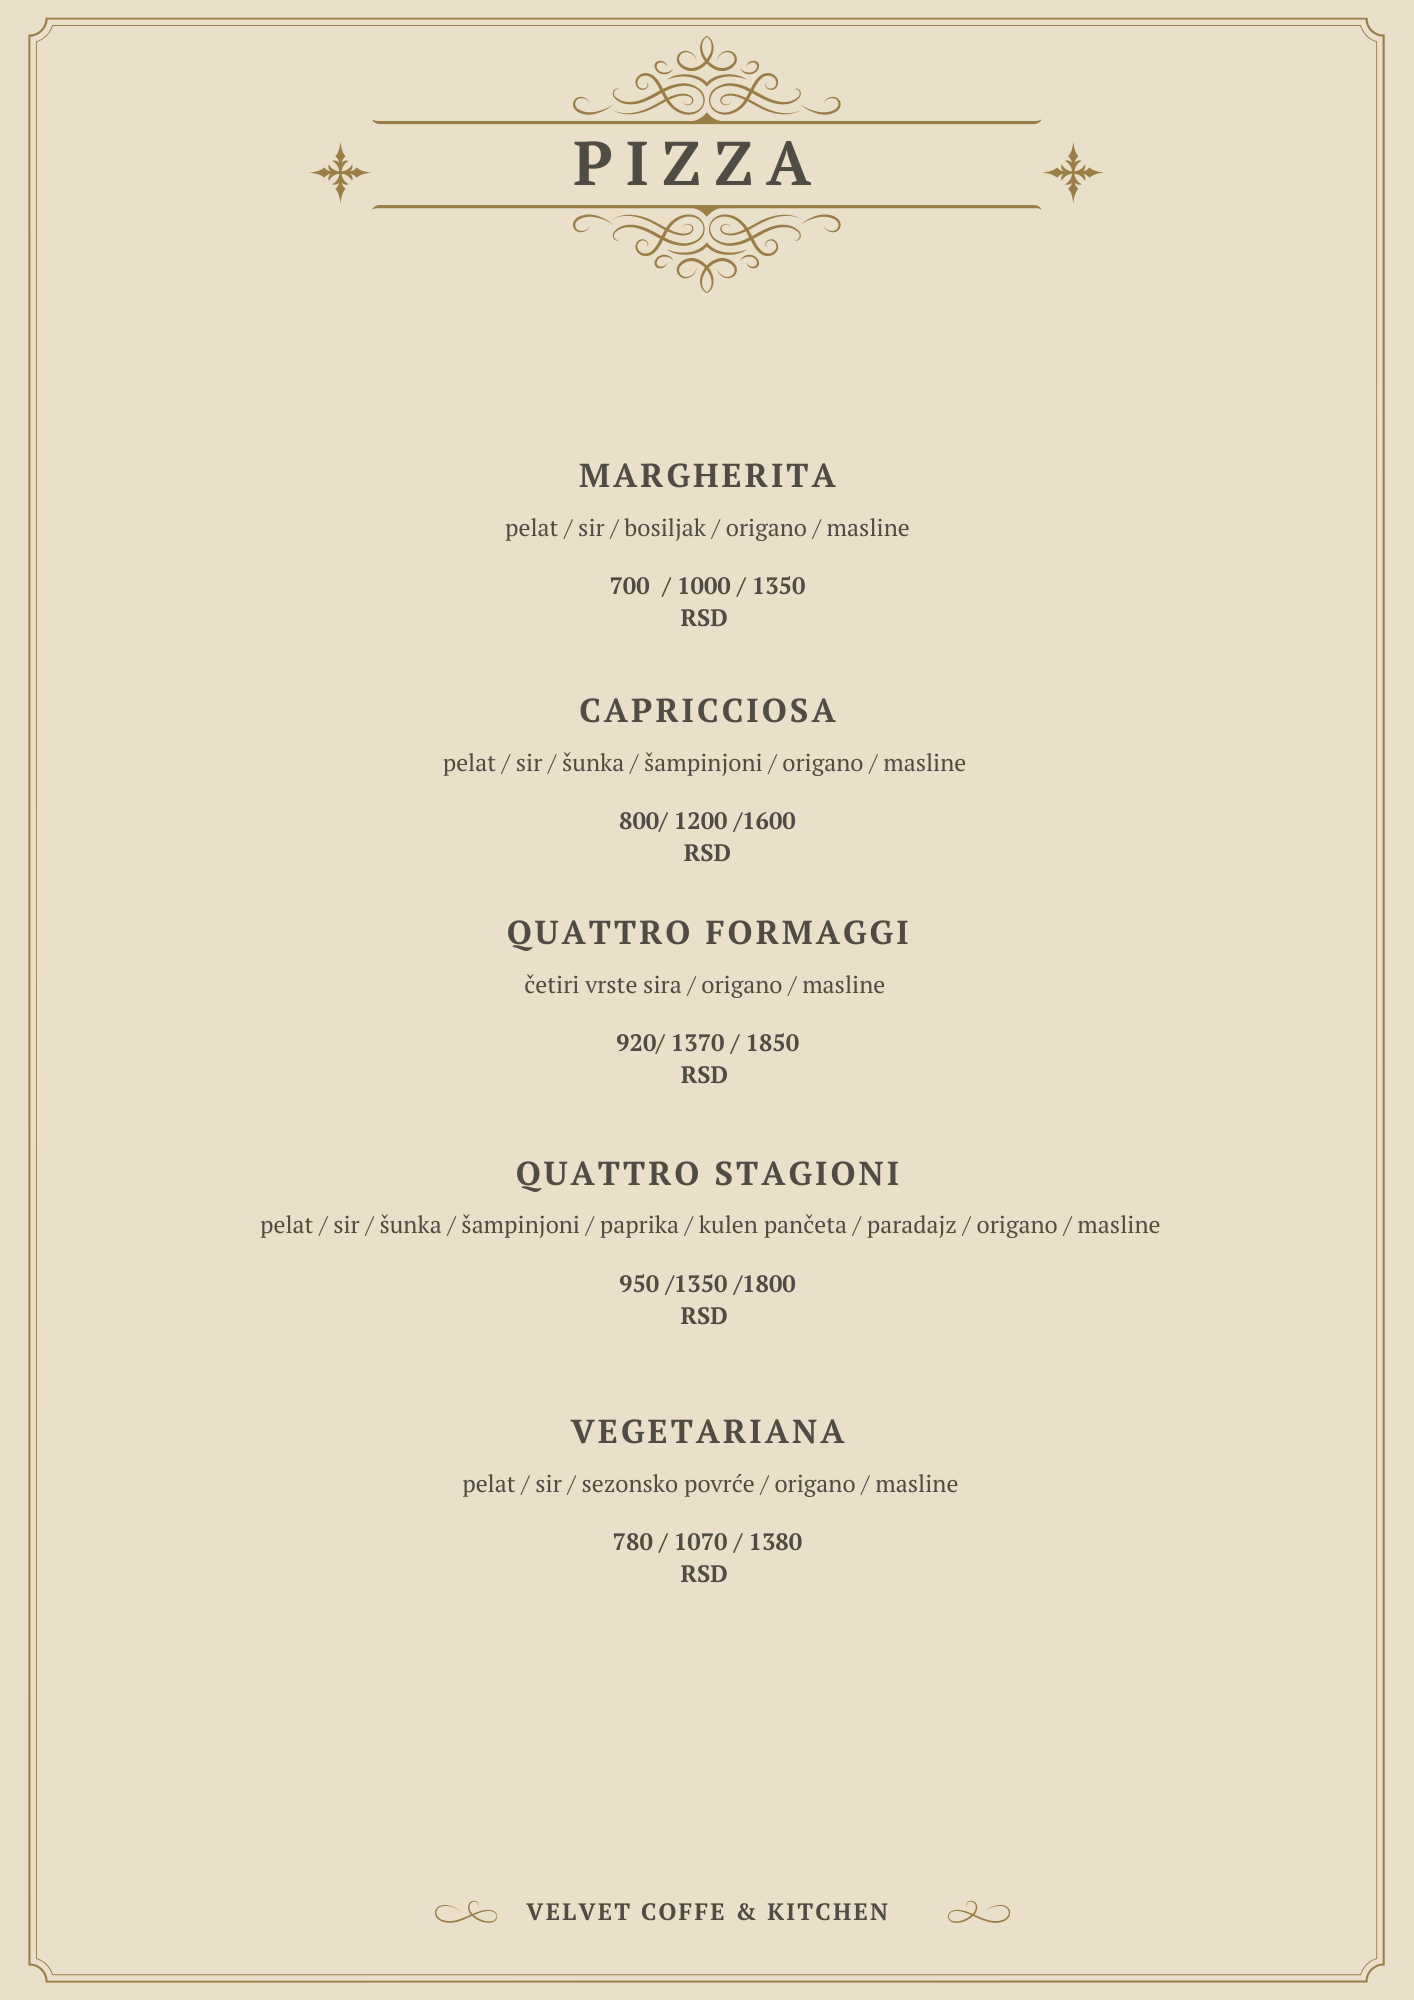 PIZZA
MARGHERITA
pelat / sir / bosiljak / origano / masline
700  / 1000 / 1350
RSD
CAPRICCIOSA
pelat / sir / šunka / šampinjoni / origano / masline
800/ 1200 /1600
RSD
QUATTRO FORMAGGI
četiri vrste sira / origano / masline
920/ 1370 / 1850
RSD
QUATTRO STAGIONI
pelat / sir / šunka / šampinjoni / paprika / kulen pančeta / paradajz / origano / masline
950 /1350 /1800
RSD
VEGETARIANA
pelat / sir / sezonsko povrće / origano / masline
780 / 1070 / 1380
RSD
VELVET COFFE & KITCHEN